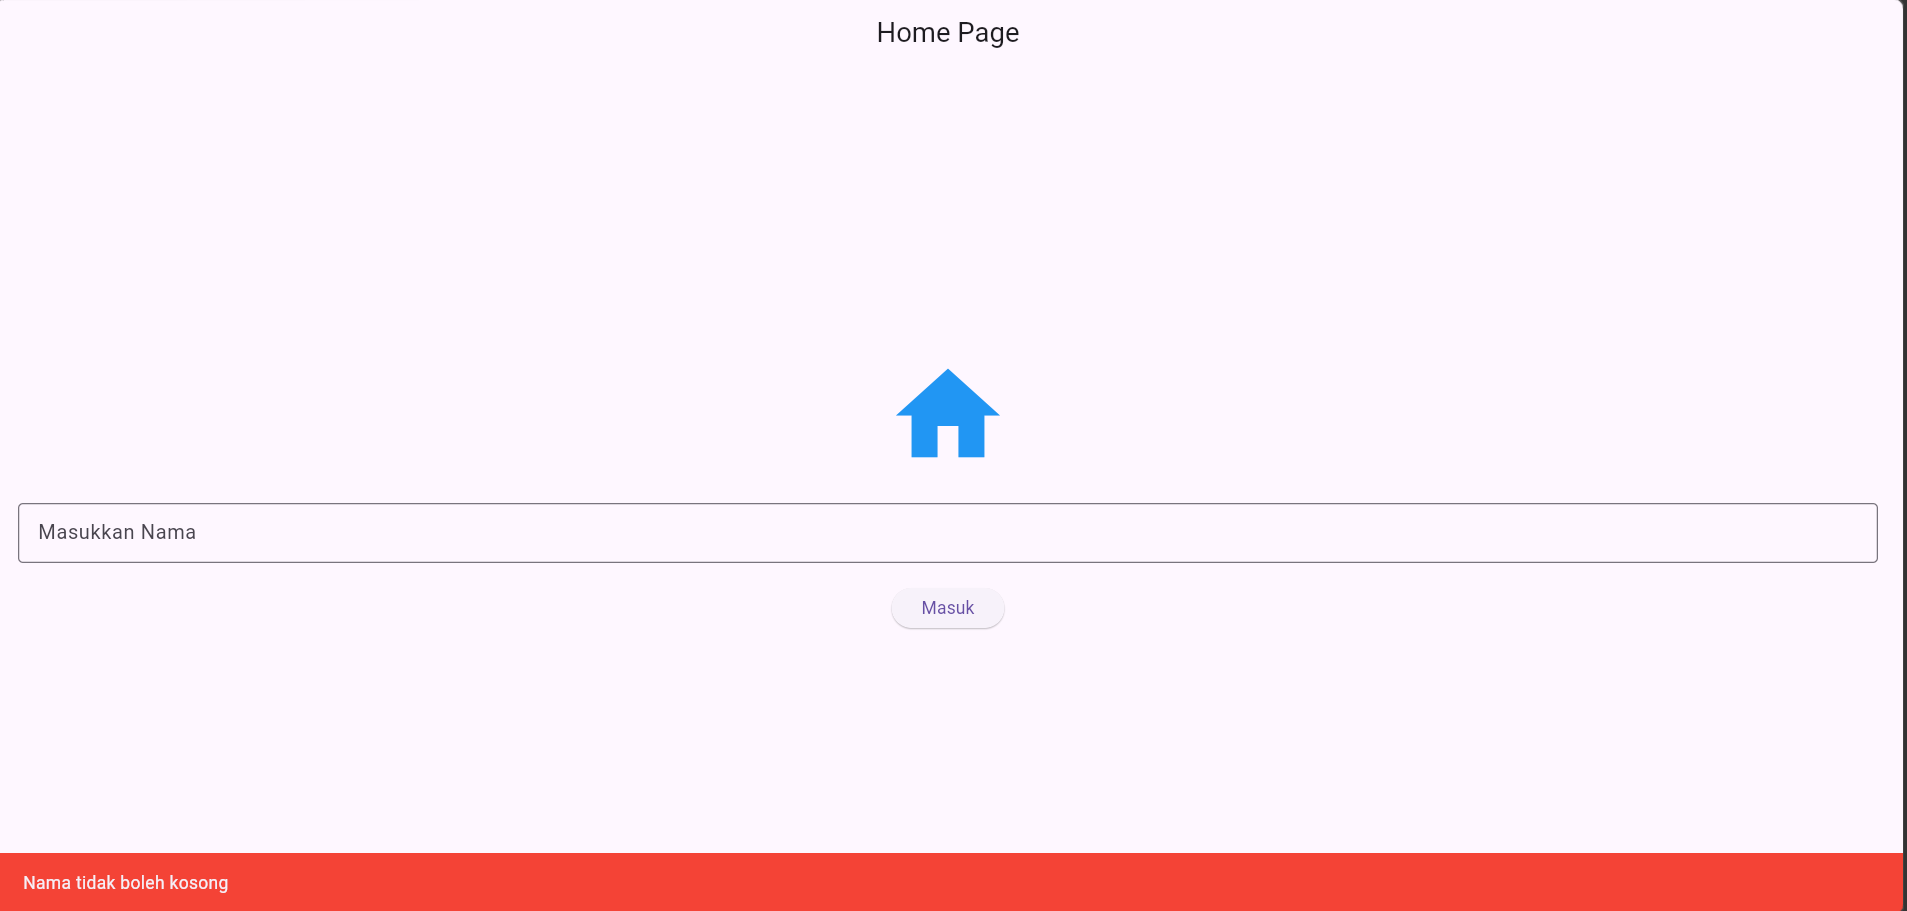 Home Page
Masukkan Nama
Masuk
Nama tidak boleh kosong